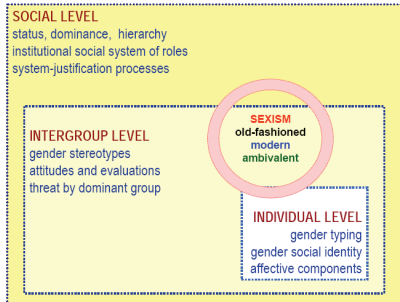 SOCIAL LEVEL
status, dominance, hierarchy
institutional social system of roles
system-justification processes
INTERGROUP LEVEL
gender stereotypes
attitudes and evaluations
threat by dominant group
SEXISM
old-fashioned
modern
ambivalent
INDIVIDUAL LEVEL
gender typing
gender social identity
affective components